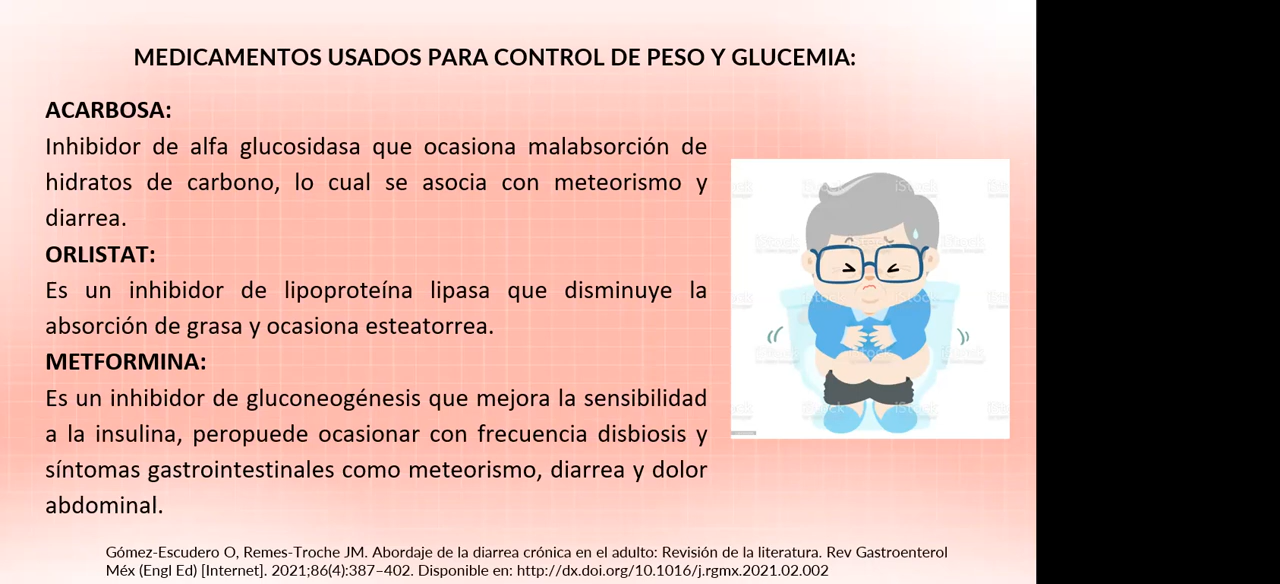 MEDICAMENTOS USADOS PARA CONTROL DE PESO Y GLUCEMIA:
ACARBOSA:
Inhibidor de alfa glucosidasa que ocasiona malabsorción de
hidratos de carbono, lo cual se asocia con meteorismo y
diarrea.
ORLISTAT:
Es un inhibidor de lipoproteína lipasa que disminuye la
absorción de grasa y ocasiona esteatorrea.
METFORMINA:
Es un inhibidor de gluconeogénesis que mejora la sensibilidad
a la insulina, peropuede ocasionar con frecuencia disbiosis y
síntomas gastrointestinales como meteorismo, diarrea y dolor
abdominal.
Gómez-Escudero O, Remes-Troche JM. Abordaje de la diarrea crónica en el adulto: Revisión de la literatura. Rev Gastroenterol
Méx (Engl Ed) [Internet]. 2021;86(4):387–402. Disponible en: http://dx.doi.org/10.1016/j.rgmx.2021.02.002